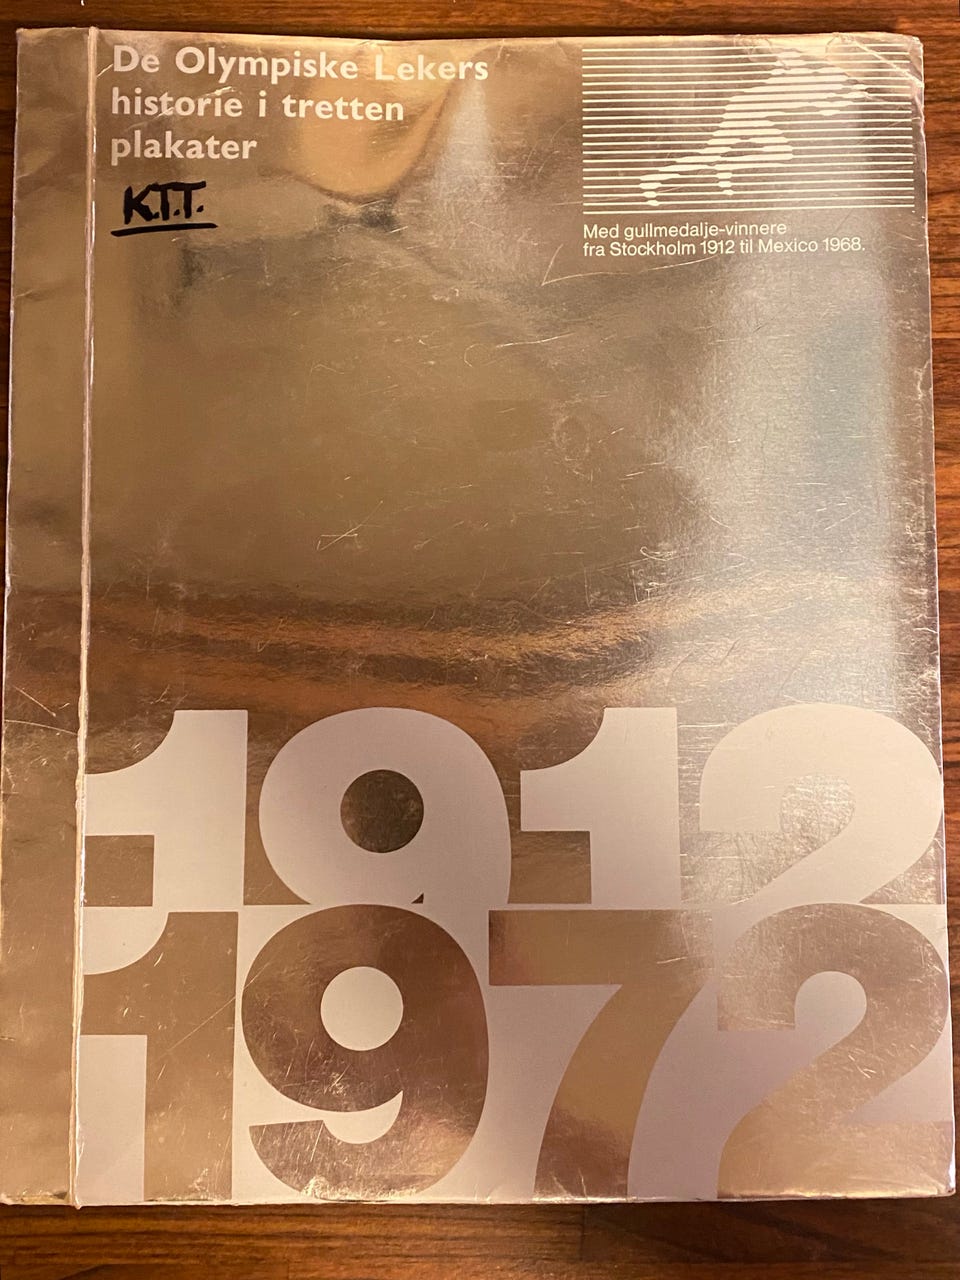 De Olympiske Lekers
historie i tretten
plakater
K.T.T.
Med gullmedalje-vinnere
fra Stockholm 1912 til Mexico 1968.
1912
1972